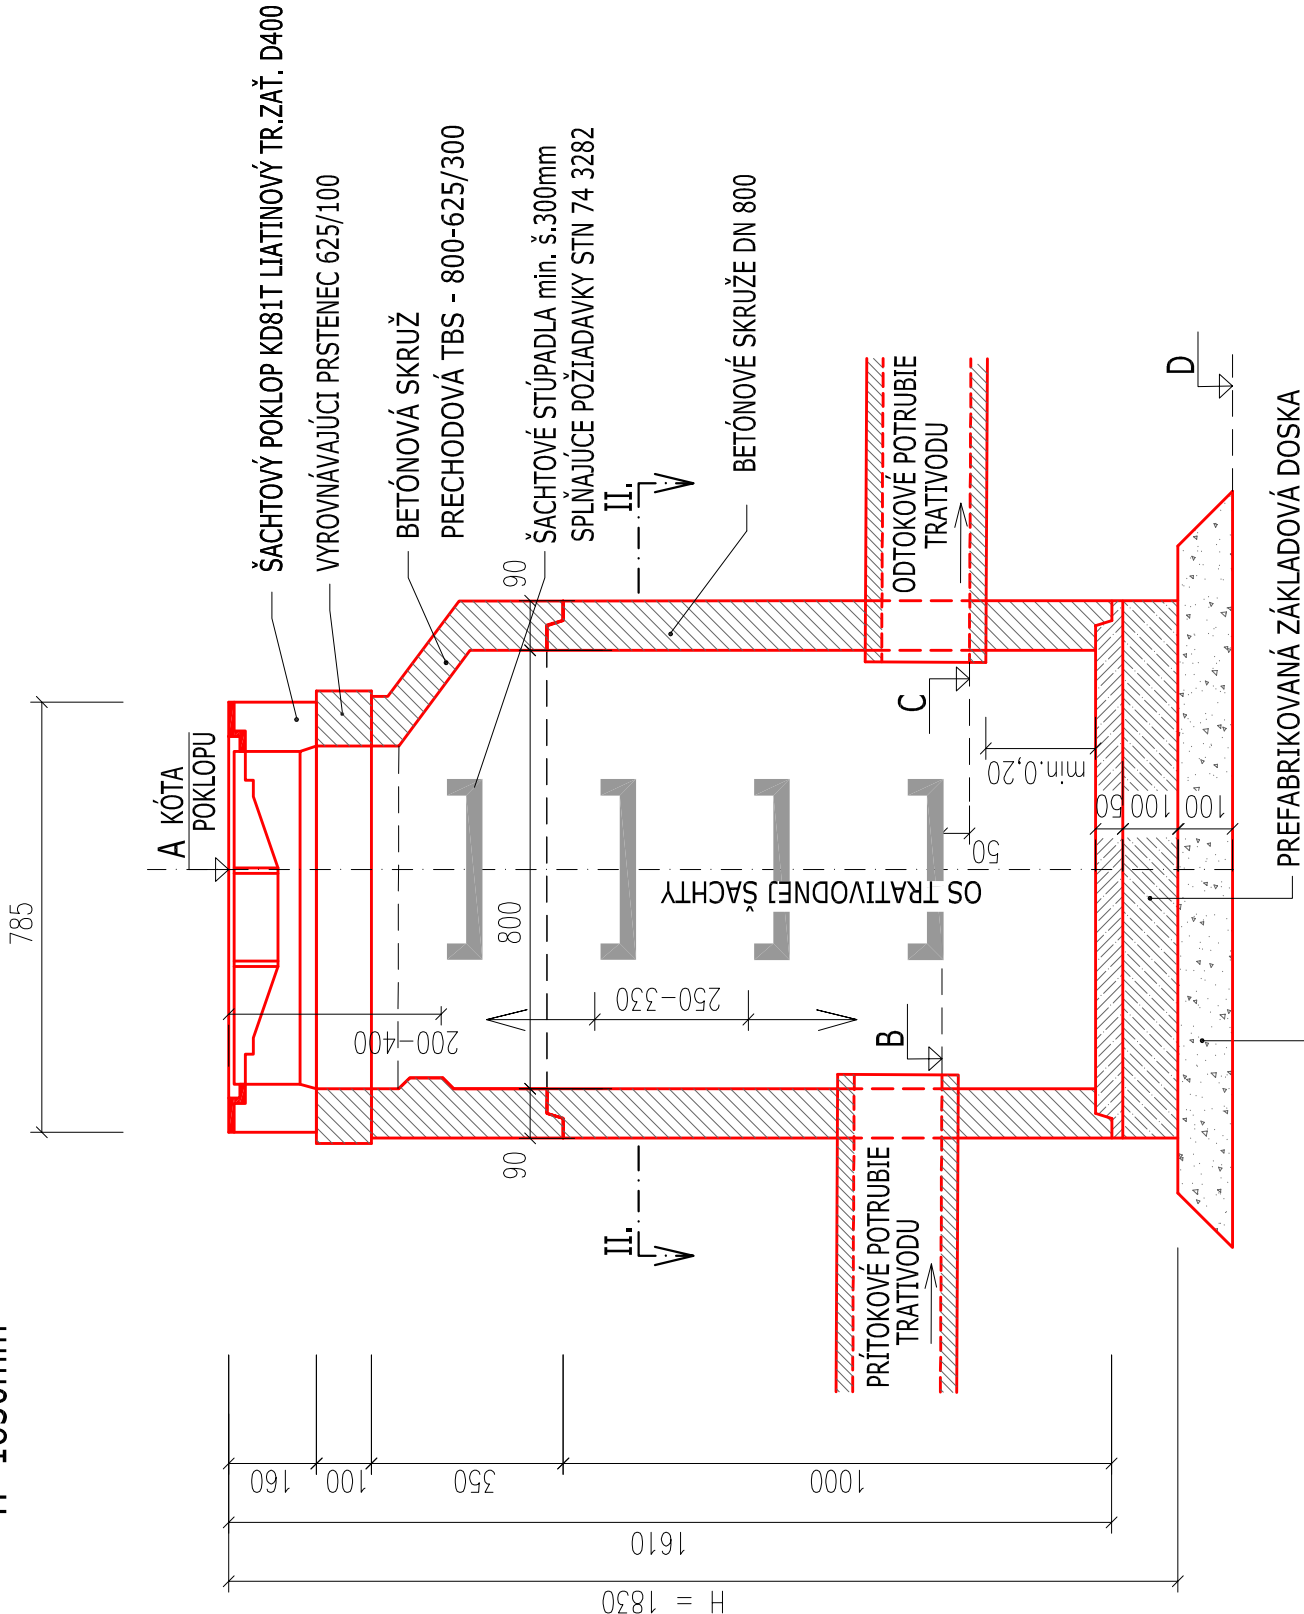 ŠACHTOVÝ POKLOP KD81T LIATINOVÝ TR.ZAŤ. D400
VYROVNÁVAJÚCI PRSTENEC 625/100
BETÓNOVÁ SKRUŽ
PRECHODOVÁ TBS - 800-625/300
ŠACHTOVÉ STÚPADLA min. š.300mm
SPĹŇAJÚCE POŽIADAVKY STN 74 3282
BETÓNOVÉ SKRUŽE DN 800
A KÓTA
POKLOPU
785
90
800
90
II.
II.
200-400
250-330
OS TRATIVODNEJ ŠACHTY
ODTOKOVÉ POTRUBIE
TRATIVODU
PRÍTOKOVÉ POTRUBIE
TRATIVODU
B
C
D
50
min.0,20
50
100
100
PREFABRIKOVANÁ ZÁKLADOVÁ DOSKA
160
100
350
1000
1610
H = 1830